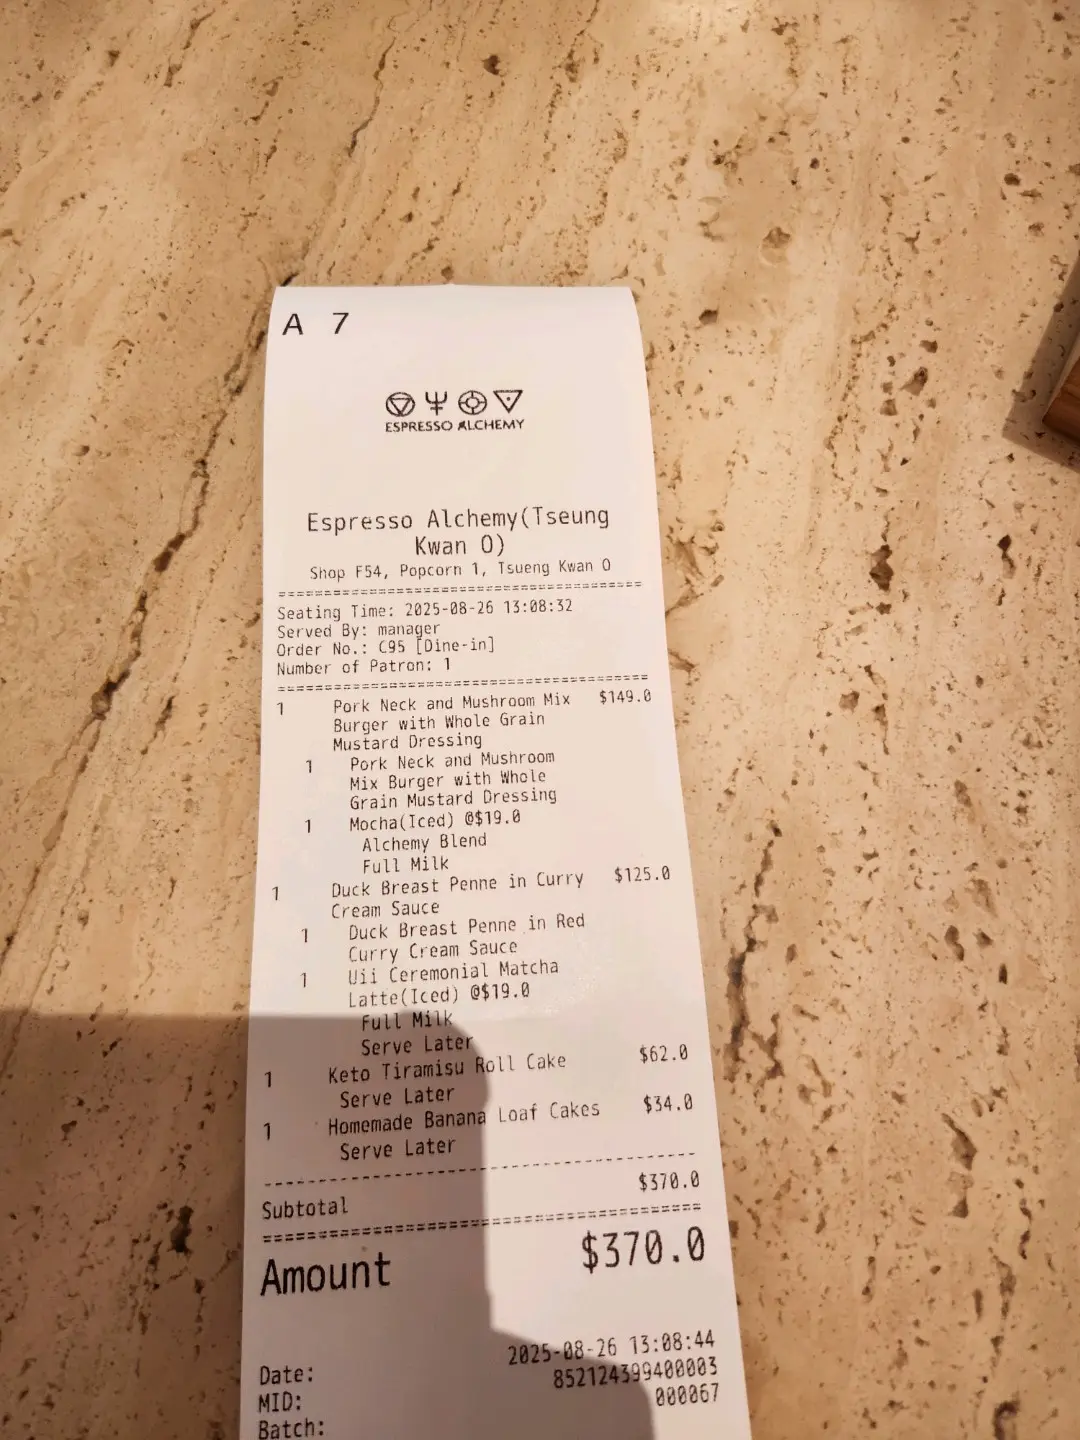 A 7
ESPRESSO ALCHEMY
Espresso Alchemy(Tseung
Kwan O)
Shop F54, Popcorn 1, Tsueng Kwan O
Seating Time: 2025-08-26 13:08:32
Served By: manager
Order No.: C95 [Dine-in]
Number of Patron: 1
1 Pork Neck and Mushroom Mix $149.0
Burger with Whole Grain
Mustard Dressing
1 Pork Neck and Mushroom
Mix Burger with Whole
Grain Mustard Dressing
1 Mocha(Iced) @$19.0
Alchemy Blend
Full Milk
1 Duck Breast Penne in Curry $125.0
Cream Sauce
1 Duck Breast Penne in Red
Curry Cream Sauce
1 Uii Ceremonial Matcha
Latte(Iced) @$19.0
Full Milk
Serve Later
1 Keto Tiramisu Roll Cake $62.0
Serve Later
1 Homemade Banana Loaf Cakes $34.0
Serve Later
Subtotal $370.0
Amount $370.0
Date: 2025-08-26 13:08:44
MID: 852124399400003
Batch: 000067